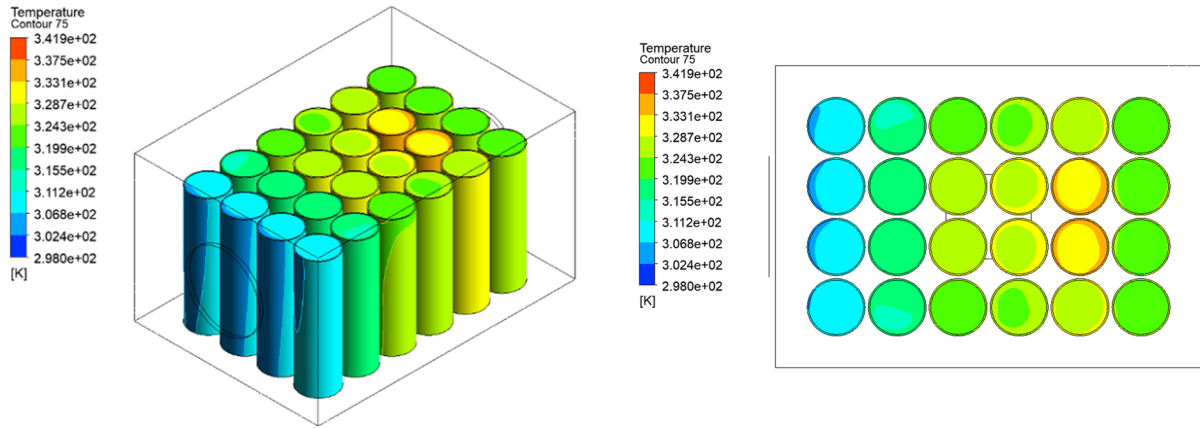 Temperature
Contour 75
3.419e+02
3.375e+02
3.331e+02
3.287e+02
3.243e+02
3.199e+02
3.155e+02
3.112e+02
3.068e+02
3.024e+02
2.980e+02
[K]
Temperature
Contour 75
3.419e+02
3.375e+02
3.331e+02
3.287e+02
3.243e+02
3.199e+02
3.155e+02
3.112e+02
3.068e+02
3.024e+02
2.980e+02
[K]